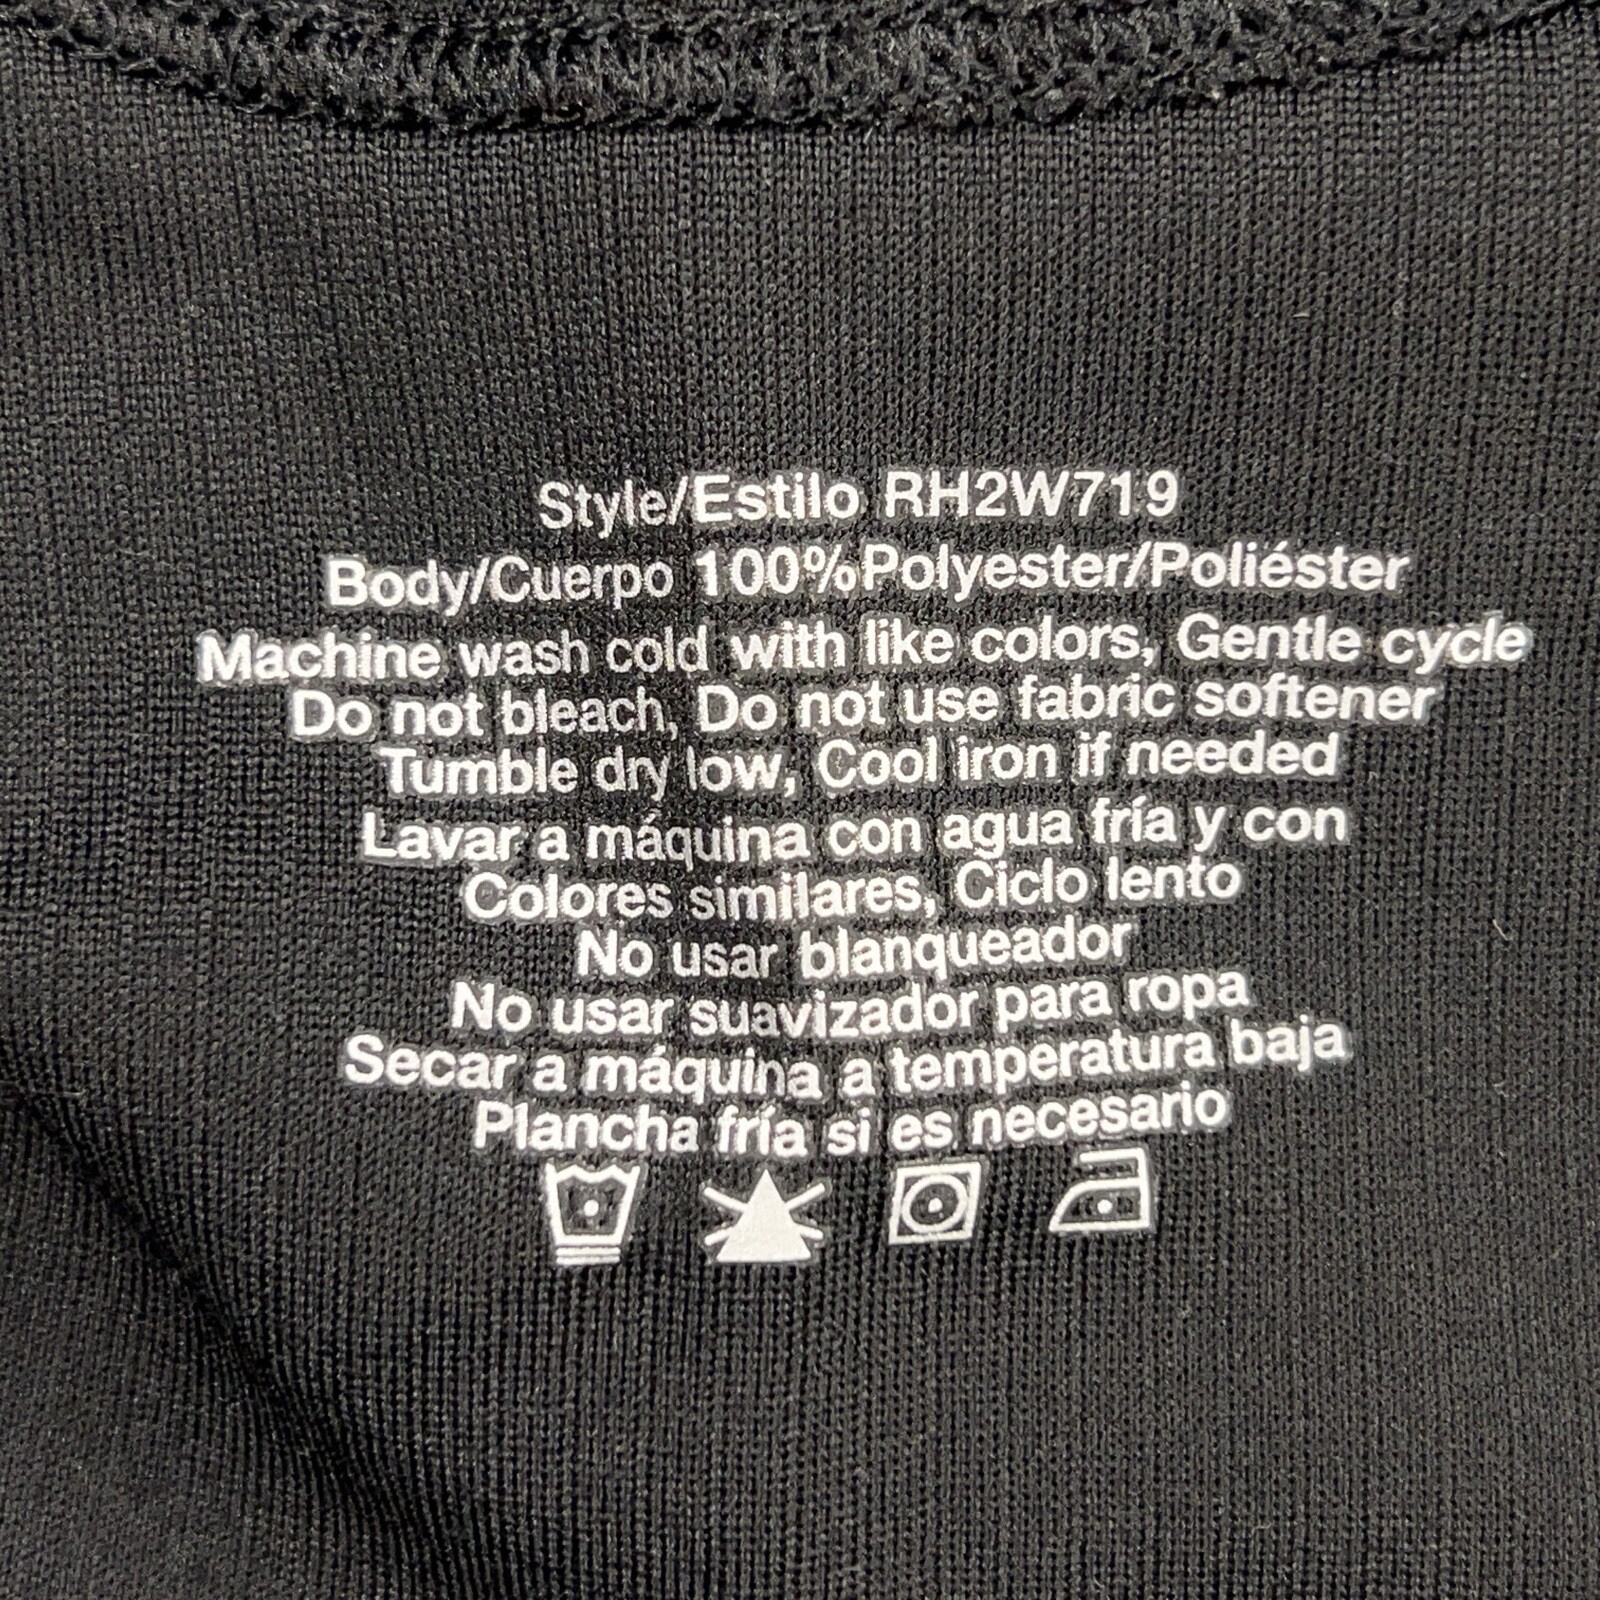 Style/Estilo RH2W719
Body/Cuerpo 100%Polyester/Poliéster
Machine wash cold with like colors, Gentle cycle
Do not bleach, Do not use fabric softener
Tumble dry low, Cool iron if needed
Lavar a máquina con agua fría y con
Colores similares, Ciclo lento
No usar blanqueador
No usar suavizador para ropa
Secar a máquina a temperatura baja
Plancha fría si es necesario